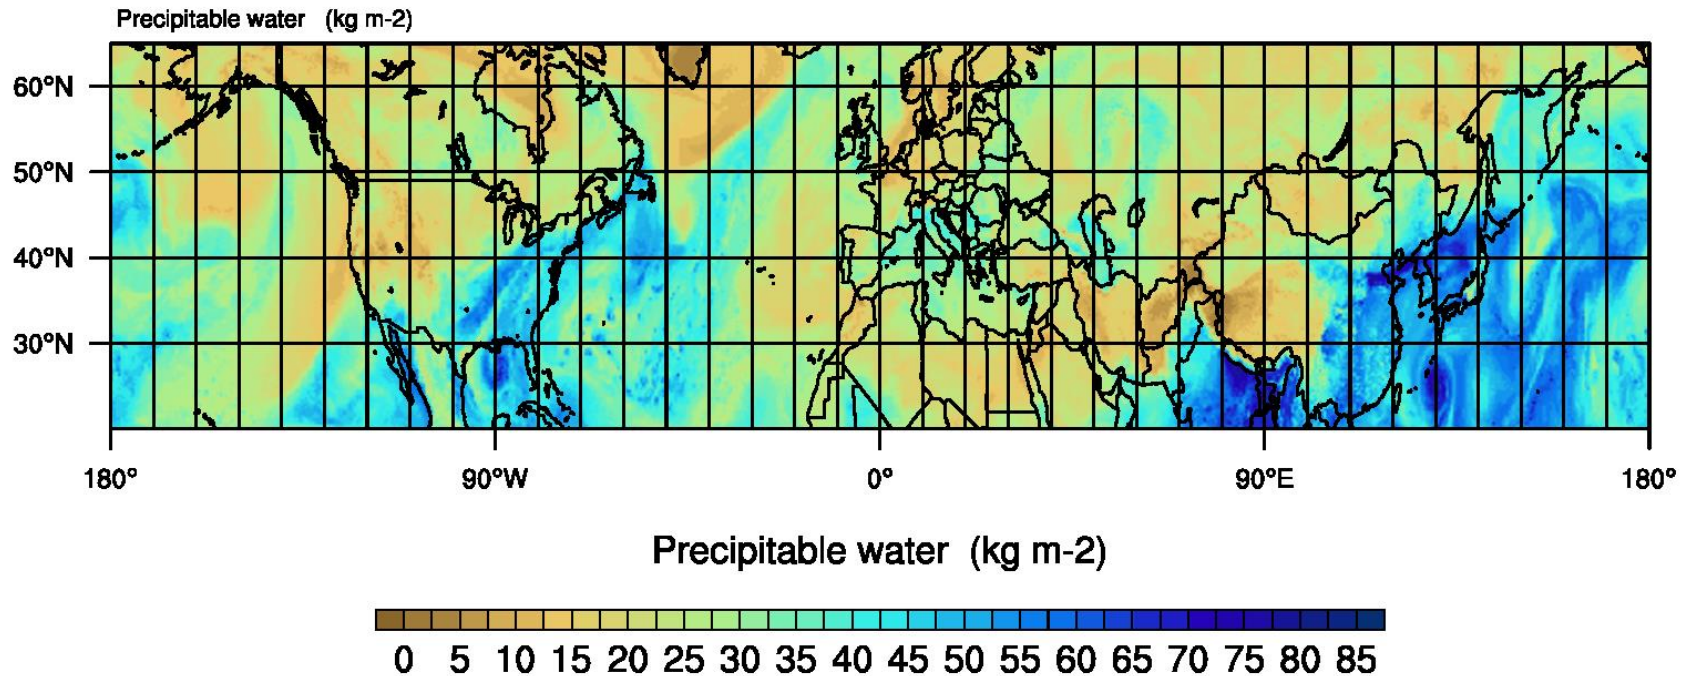 Precipitable water (kg m-2)
60°N
50°N
40°N
30°N
180° 90°W 0° 90°E 180°
Precipitable water (kg m-2)
0 5 10 15 20 25 30 35 40 45 50 55 60 65 70 75 80 85